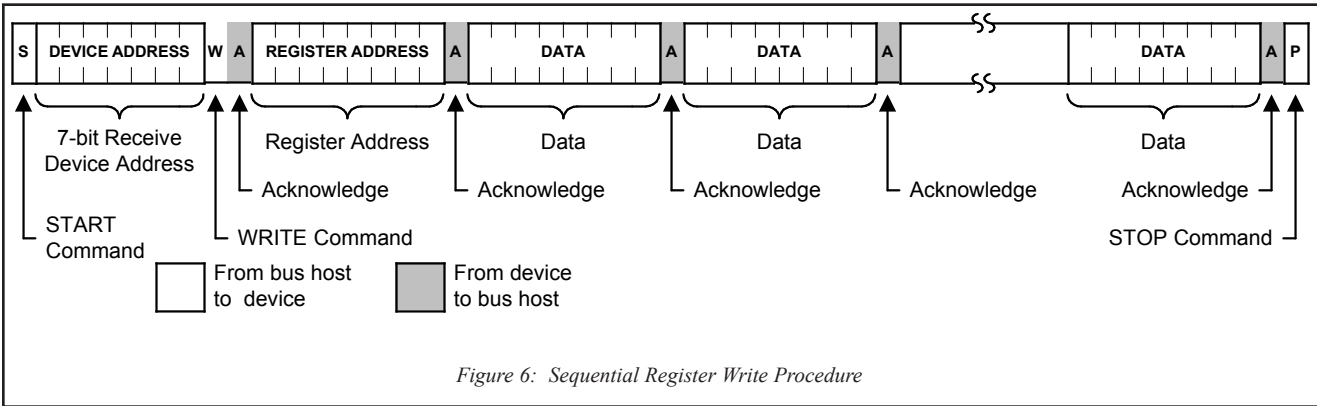 S DEVICE ADDRESS W A REGISTER ADDRESS A DATA A DATA A DATA A P
7-bit Receive
Device Address
Register Address
Data
Data
Data
Acknowledge
Acknowledge
Acknowledge
Acknowledge
Acknowledge
START
Command
WRITE Command
STOP Command
From bus host
to device
From device
to bus host
Figure 6: Sequential Register Write Procedure